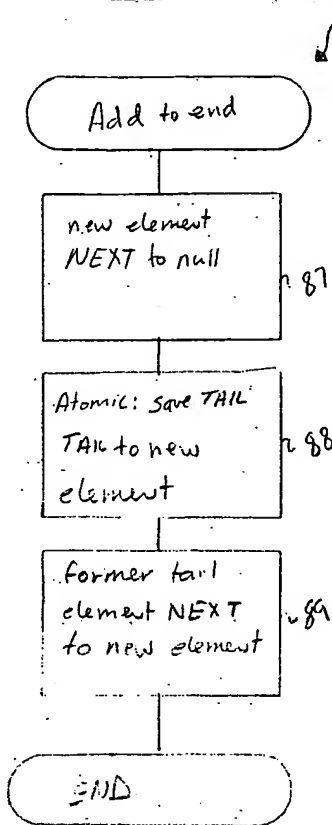 Add to end
new element
NEXT to null
87
Atomic: save TAIL
TAIL to new
element
88
Former tail
element NEXT
to new element
89
END